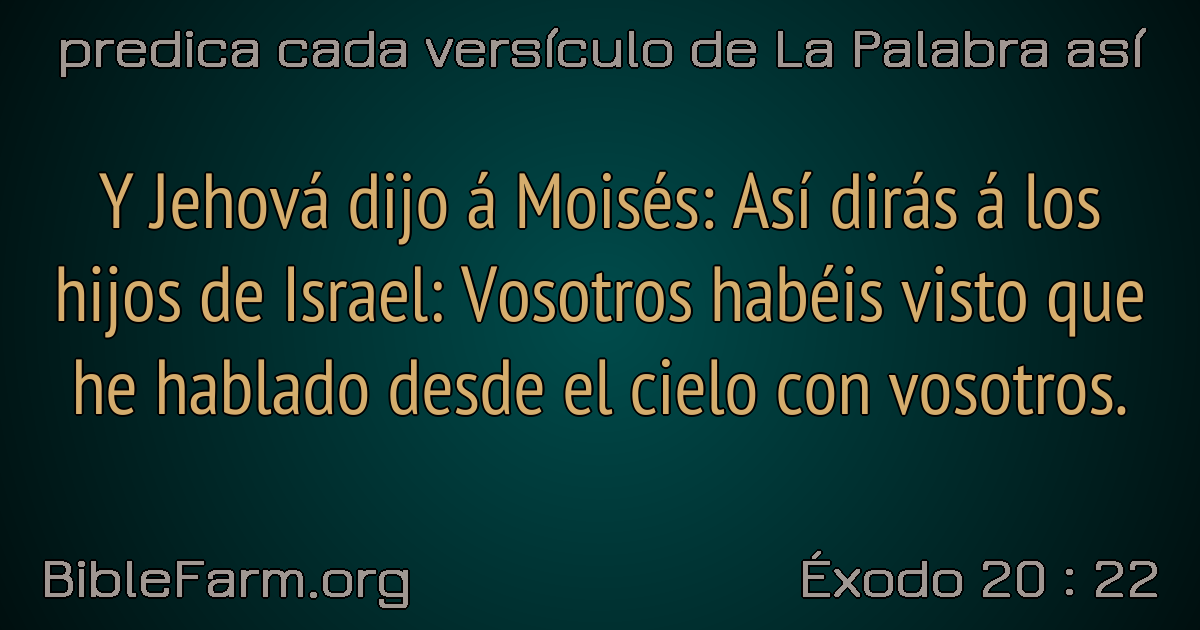 predica cada versículo de La Palabra así
Y Jehová dijo á Moisés: Así dirás á los
hijos de Israel: Vosotros habéis visto que
he hablado desde el cielo con vosotros.
BibleFarm.org
Éxodo 20 : 22